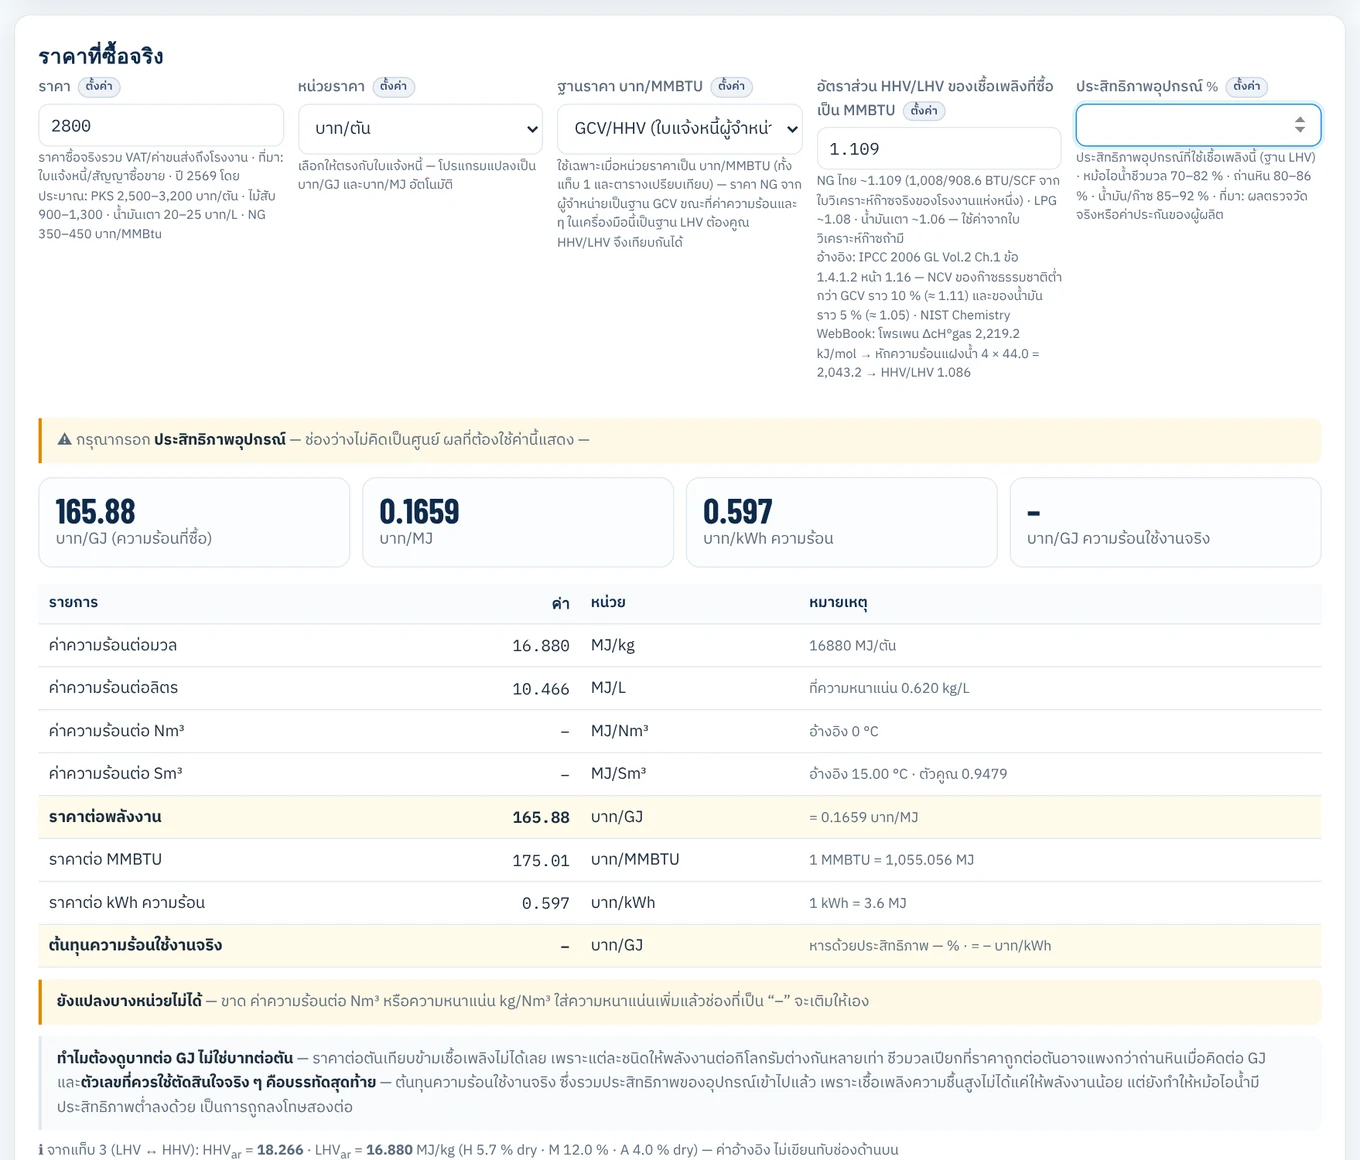 ราคาที่ซื้อจริง
ราคา ตั้งค่า
2800
ราคาซื้อจริงรวม VAT/ค่าขนส่งถึงโรงงาน · ที่มา:
ใบแจ้งหนี้/สัญญาซื้อขาย · ปี 2569 โดย
ประมาณ: PKS 2,500–3,200 บาท/ตัน · ไม้สับ
900–1,300 · น้ำมันเตา 20–25 บาท/L · NG
350–450 บาท/MMBtu
หน่วยราคา ตั้งค่า
บาท/ตัน
เลือกให้ตรงกับใบแจ้งหนี้ — โปรแกรมแปลงเป็น
บาท/GJ และบาท/MJ อัตโนมัติ
ฐานราคา บาท/MMBTU ตั้งค่า
GCV/HHV (ใบแจ้งหนี้ผู้จำหน่
ใช้เฉพาะเมื่อหน่วยราคาเป็น บาท/MMBTU (ทั้ง
แท็บ 1 และตารางเปรียบเทียบ) — ราคา NG จาก
ผู้จำหน่ายเป็นฐาน GCV ขณะที่ค่าความร้อนและ
η ในเครื่องมือนี้เป็นฐาน LHV ต้องคูณ
HHV/LHV จึงเทียบกันได้
อัตราส่วน HHV/LHV ของเชื้อเพลิงที่ซื้อ
เป็น MMBTU ตั้งค่า
1.109
NG ไทย ~1.109 (1,008/908.6 BTU/SCF จาก
ใบวิเคราะห์ก๊าซจริงของโรงงานแห่งหนึ่ง) · LPG
~1.08 · น้ำมันเตา ~1.06 — ใช้ค่าจากใบ
วิเคราะห์ก๊าซถ้ามี
อ้างอิง: IPCC 2006 GL Vol.2 Ch.1 ข้อ
1.4.1.2 หน้า 1.16 — NCV ของก๊าซธรรมชาติต่ำ
กว่า GCV ราว 10 % (≈ 1.11) และของน้ำมัน
ราว 5 % (≈ 1.05) · NIST Chemistry
WebBook: โพรเพน ΔcH°gas 2,219.2
kJ/mol → หักความร้อนแฝงน้ำ 4 × 44.0 =
2,043.2 → HHV/LHV 1.086
ประสิทธิภาพอุปกรณ์ % ตั้งค่า
ประสิทธิภาพอุปกรณ์ที่ใช้เชื้อเพลิงนี้ (ฐาน LHV)
· หม้อไอน้ำชีวมวล 70–82 % · ถ่านหิน 80–86
% · น้ำมัน/ก๊าซ 85–92 % · ที่มา: ผลตรวจวัด
จริงหรือค่าประกันของผู้ผลิต
⚠ กรุณากรอก ประสิทธิภาพอุปกรณ์ — ช่องว่างไม่คิดเป็นศูนย์ ผลที่ต้องใช้ค่านี้แสดง —
165.88
บาท/GJ (ความร้อนที่ซื้อ)
0.1659
บาท/MJ
0.597
บาท/kWh ความร้อน
–
บาท/GJ ความร้อนใช้งานจริง
รายการ ค่า หน่วย หมายเหตุ
ค่าความร้อนต่อมวล 16.880 MJ/kg 16880 MJ/ตัน
ค่าความร้อนต่อลิตร 10.466 MJ/L ที่ความหนาแน่น 0.620 kg/L
ค่าความร้อนต่อ Nm³ – MJ/Nm³ อ้างอิง 0 °C
ค่าความร้อนต่อ Sm³ – MJ/Sm³ อ้างอิง 15.00 °C · ตัวคูณ 0.9479
ราคาต่อพลังงาน 165.88 บาท/GJ = 0.1659 บาท/MJ
ราคาต่อ MMBTU 175.01 บาท/MMBTU 1 MMBTU = 1,055.056 MJ
ราคาต่อ kWh ความร้อน 0.597 บาท/kWh 1 kWh = 3.6 MJ
ต้นทุนความร้อนใช้งานจริง – บาท/GJ หารด้วยประสิทธิภาพ — % · = – บาท/kWh
ยังแปลงบางหน่วยไม่ได้ — ขาด ค่าความร้อนต่อ Nm³ หรือความหนาแน่น kg/Nm³ ใส่ความหนาแน่นเพิ่มแล้วช่องที่เป็น “–” จะเติมให้เอง
ทำไมต้องดูบาทต่อ GJ ไม่ใช่บาทต่อตัน — ราคาต่อตันเทียบข้ามเชื้อเพลิงไม่ได้เลย เพราะแต่ละชนิดให้พลังงานต่อกิโลกรัมต่างกันหลายเท่า ชีวมวลเปียกที่ราคาถูกต่อตันอาจแพงกว่าถ่านหินเมื่อคิดต่อ GJ
และตัวเลขที่ควรใช้ตัดสินใจจริง ๆ คือบรรทัดสุดท้าย — ต้นทุนความร้อนใช้งานจริง ซึ่งรวมประสิทธิภาพของอุปกรณ์เข้าไปแล้ว เพราะเชื้อเพลิงความชื้นสูงไม่ได้แค่ให้พลังงานน้อย แต่ยังทำให้หม้อไอน้ำมี
ประสิทธิภาพต่ำลงด้วย เป็นการถูกลงโทษสองต่อ
ℹ จากแท็บ 3 (LHV ↔ HHV): HHVar = 18.266 · LHVar = 16.880 MJ/kg (H 5.7 % dry · M 12.0 % · A 4.0 % dry) — ค่าอ้างอิง ไม่เขียนทับช่องด้านบน